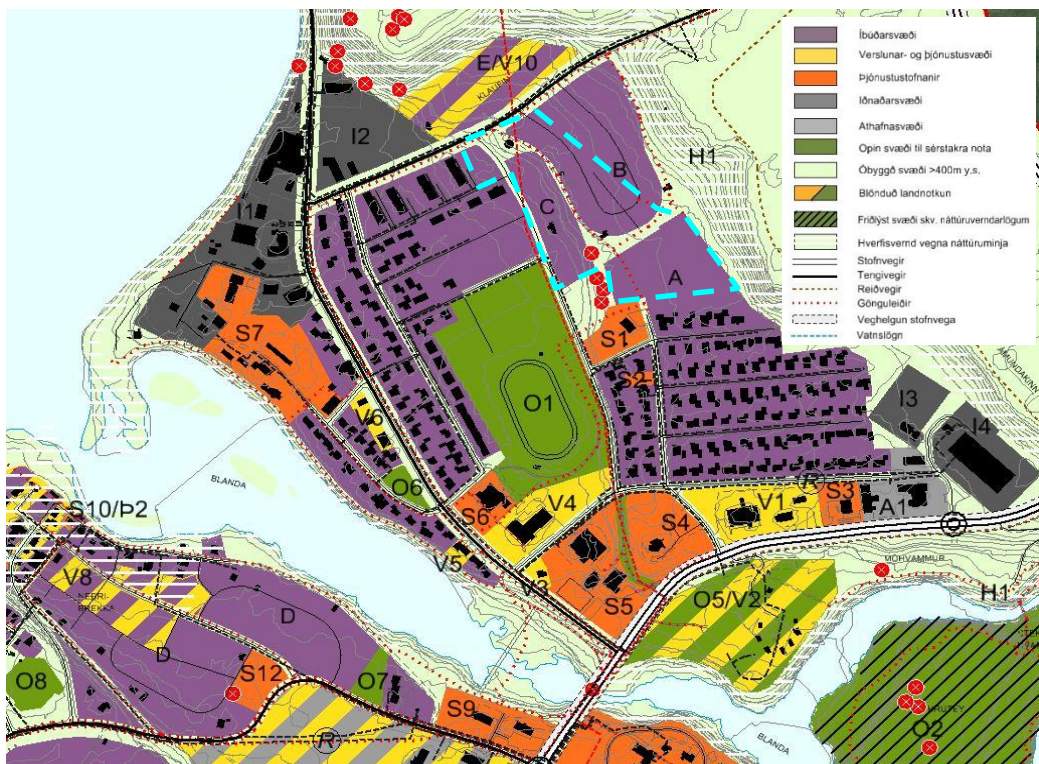 Íbúðarsvæði
Verslunar- og þjónustusvæði
Þjónustustofnanir
Iðnaðarsvæði
Athafnasvæði
Opin svæði til sérstakra nota
Óbyggð svæði >400m y.s.
Blönduð landnotkun
Friðlýst svæði skv. náttúruverndarlögum
Hverfisvernd vegna náttúruminja
Stofnvegir
Tengivegir
Reiðvegir
Gönguleiðir
Veghelgun stofnvega
Vatnslögn
E/V10
I2
B
H1
I1
C
A
S7
S1
S2
O1
I3
V6
I4
O6
BLANDA
S6
V4
V1
R
S3
A1
S10/Þ2
S4
V5
V3
V8
NEÐRI-
BREKKA
D
S5
O5/V2
H1
D
O8
S12
O7
S9
R
O2
BLANDA